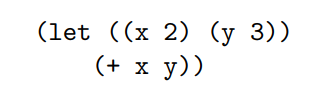 (let ((x 2) (y 3))
    (+ x y))